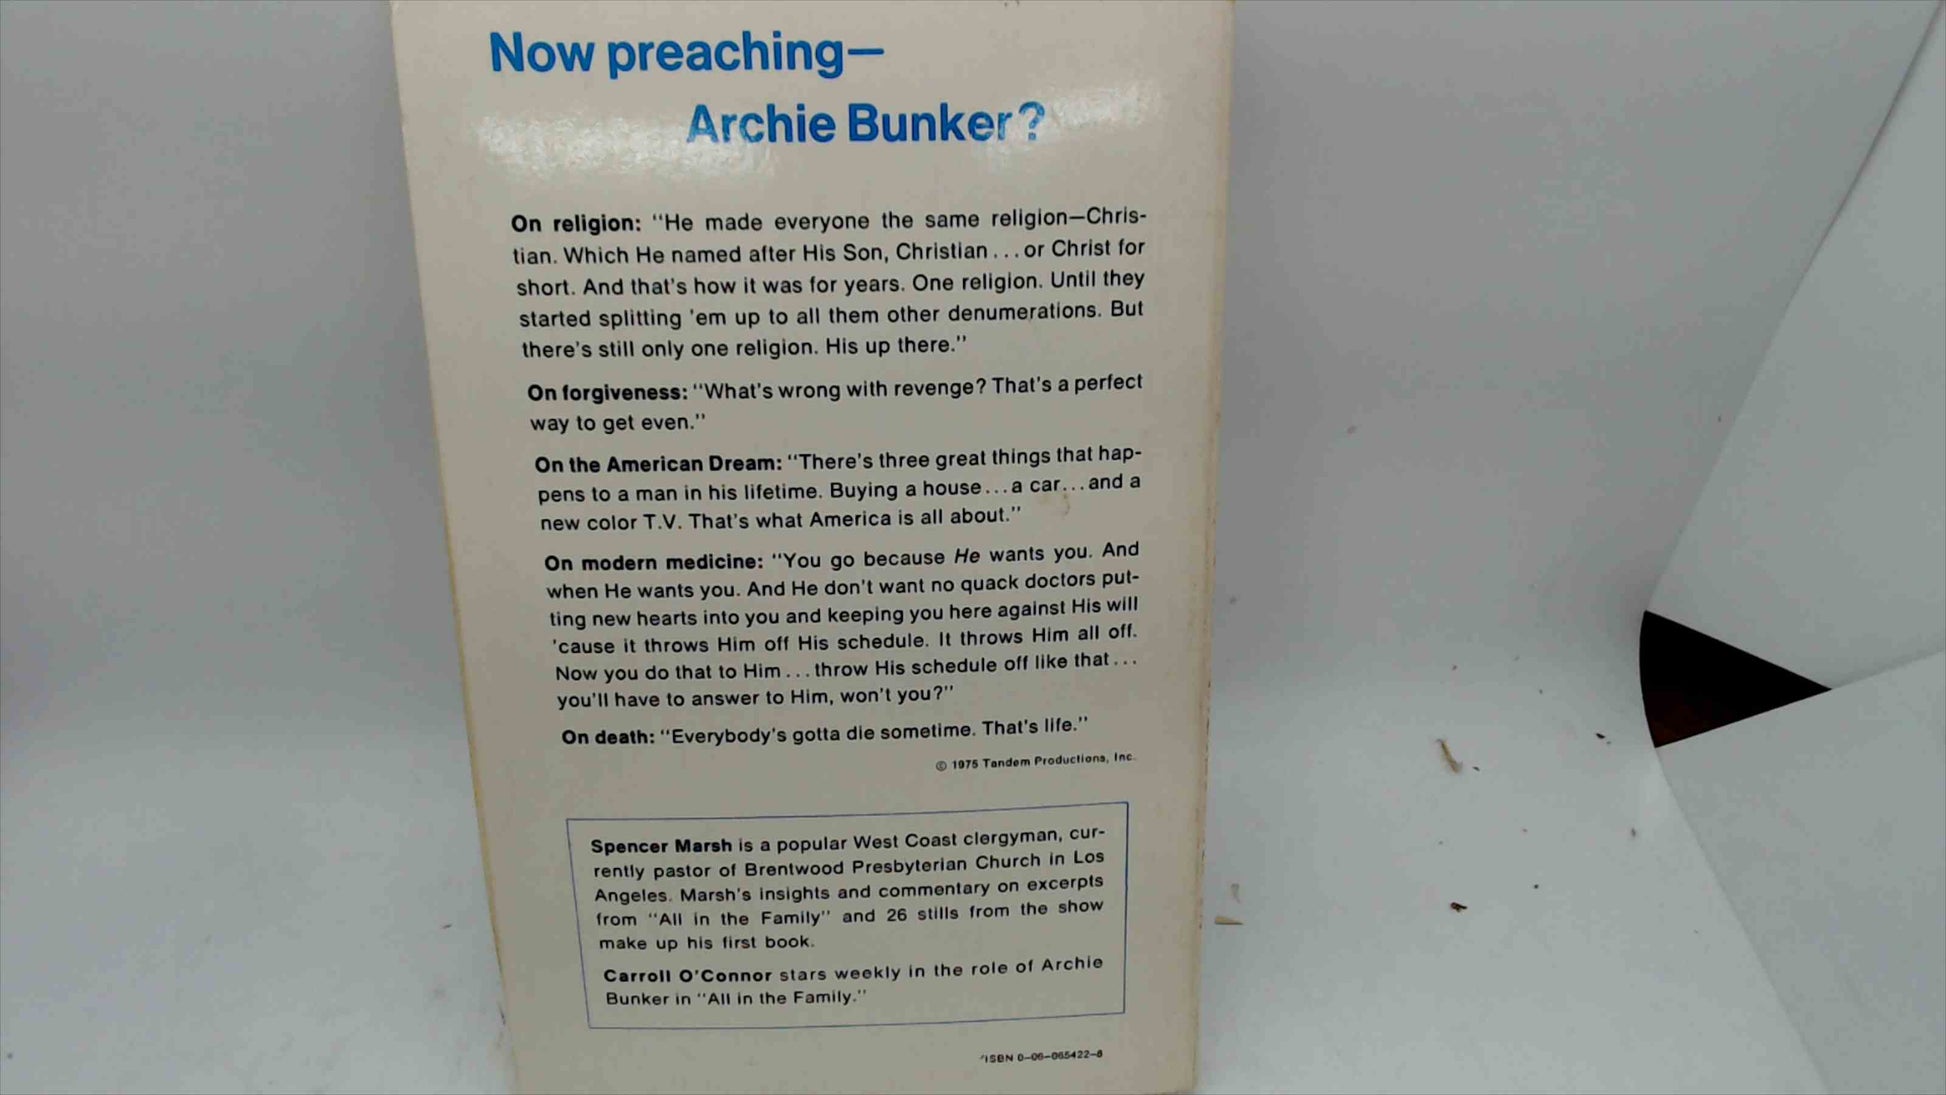 Now preaching—
Archie Bunker?
On religion: "He made everyone the same religion—Chris-
tian. Which He named after His Son, Christian...or Christ for
short. And that's how it was for years. One religion. Until they
started splitting 'em up to all them other denumerations. But
there's still only one religion. His up there."
On forgiveness: "What's wrong with revenge? That's a perfect
way to get even."
On the American Dream: "There's three great things that hap-
pens to a man in his lifetime. Buying a house...a car...and a
new color T.V. That's what America is all about."
On modern medicine: "You go because He wants you. And
when He wants you. And He don't want no quack doctors put-
ting new hearts into you and keeping you here against His will
'cause it throws Him off His schedule. It throws Him all off.
Now you do that to Him...throw His schedule off like that...
you'll have to answer to Him, won't you?"
On death: "Everybody's gotta die sometime. That's life."
© 1975 Tandem Productions, Inc.
Spencer Marsh is a popular West Coast clergyman, cur-
rently pastor of Brentwood Presbyterian Church in Los
Angeles. Marsh's insights and commentary on excerpts
from "All in the Family" and 26 stills from the show
make up his first book.
Carroll O'Connor stars weekly in the role of Archie
Bunker in "All in the Family."
ISBN 0-06-065422-8